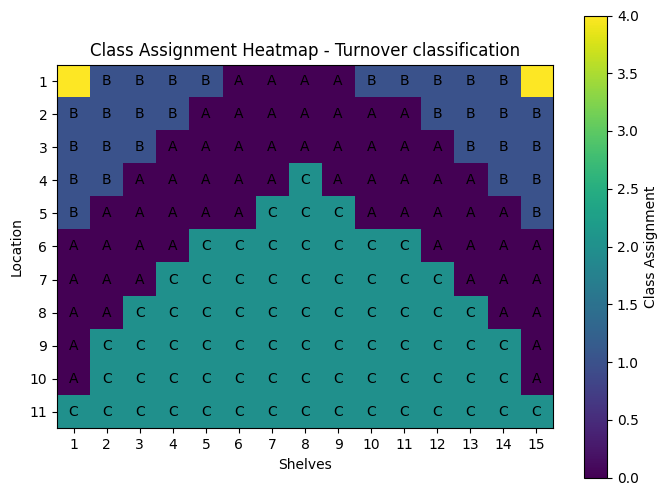 Class Assignment Heatmap - Turnover classification
Location
1 B B B B A A A A B B B B B
2 B B B B A A A A A A A B B B B
3 B B B A A A A A A A A A B B B
4 B B A A A A A C A A A A A B B
5 B A A A A A C C C A A A A A B
6 A A A A C C C C C C C A A A A
7 A A A C C C C C C C C C A A A
8 A A C C C C C C C C C C C A A
9 A C C C C C C C C C C C C C A
10 A C C C C C C C C C C C C C A
11 C C C C C C C C C C C C C C C
1 2 3 4 5 6 7 8 9 10 11 12 13 14 15
Shelves
4.0
3.5
3.0
2.5
2.0
1.5
1.0
0.5
0.0
Class Assignment